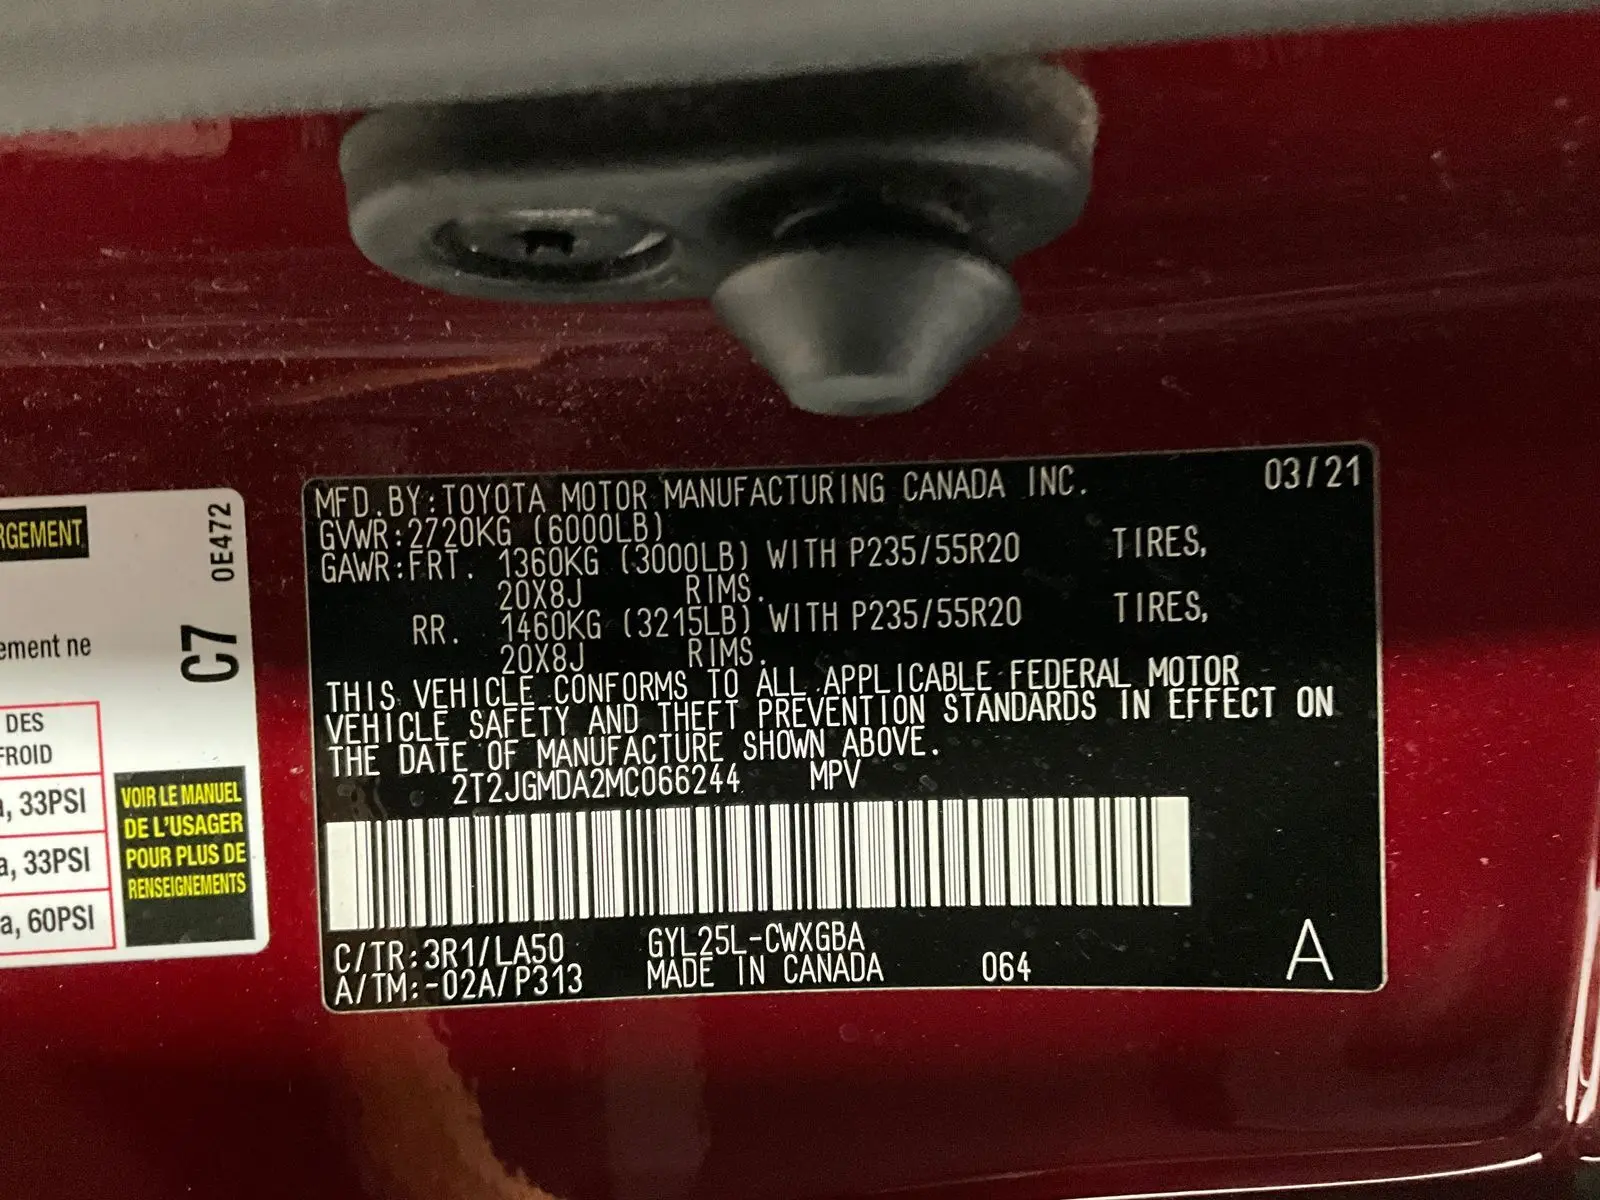 RGEMENT
0E472
C7
ement ne
DES
FROID
, 33PSI
a, 33PSI
a, 60PSI
VOIR LE MANUEL
DE L'USAGER
POUR PLUS DE
RENSEIGNEMENTS
MFD.BY:TOYOTA MOTOR MANUFACTURING CANADA INC. 03/21
GVWR:2720KG (6000LB)
GAWR:FRT. 1360KG (3000LB) WITH P235/55R20 TIRES,
20X8J RIMS.
RR. 1460KG (3215LB) WITH P235/55R20 TIRES,
20X8J RIMS.
THIS VEHICLE CONFORMS TO ALL APPLICABLE FEDERAL MOTOR
VEHICLE SAFETY AND THEFT PREVENTION STANDARDS IN EFFECT ON
THE DATE OF MANUFACTURE SHOWN ABOVE.
2T2JGMDA2MC066244 MPV
C/TR:3R1/LA50 GYL25L-CWXGBA
A/TM:-02A/P313 MADE IN CANADA 064 A